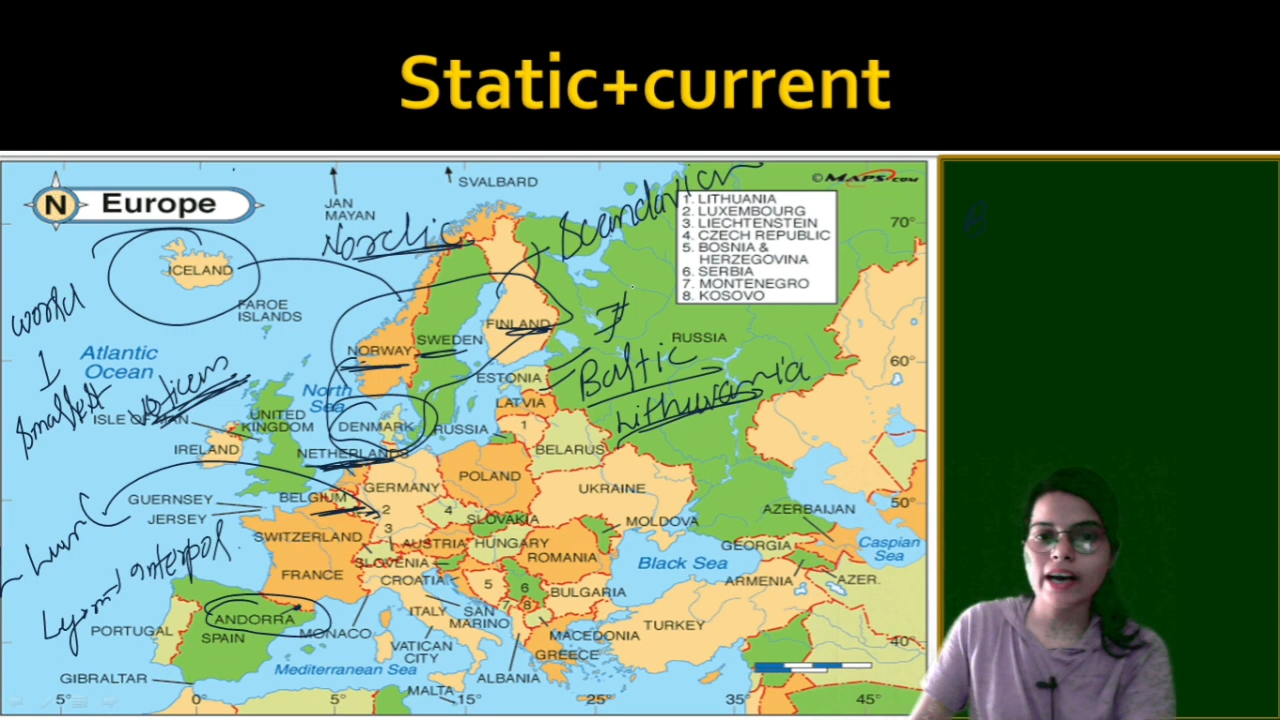 Static+current
N Europe
JAN
MAYAN
SVALBARD
©MAPS.com
1. LITHUANIA
2. LUXEMBOURG
3. LIECHTENSTEIN
4. CZECH REPUBLIC
5. BOSNIA &
HERZEGOVINA
6. SERBIA
7. MONTENEGRO
8. KOSOVO
70°
Nordic
Scandavian
ICELAND
FAROE
ISLANDS
world
1
smallest
Vaticans
Atlantic
Ocean
NORWAY
SWEDEN
FINLAND
RUSSIA
60°
North
Sea
ESTONIA
Baltic
Lithuvania
LATVIA
1
ISLE OF MAN
UNITED
KINGDOM
DENMARK
RUSSIA
IRELAND
NETHERLANDS
BELARUS
POLAND
GERMANY
UKRAINE
GUERNSEY
BELGIUM
JERSEY
2
3
4
SLOVAKIA
MOLDOVA
AZERBAIJAN
50°
SWITZERLAND
AUSTRIA
HUNGARY
GEORGIA
Caspian
Sea
SLOVENIA
ROMANIA
Black Sea
FRANCE
CROATIA
5
6
7
8
BULGARIA
ARMENIA
AZER.
interpol
ANDORRA
ITALY
SAN
MARINO
PORTUGAL
SPAIN
MONACO
VATICAN
CITY
MACEDONIA
TURKEY
40°
GREECE
Mediterranean Sea
GIBRALTAR
ALBANIA
MALTA
5°
0°
5°
15°
25°
35°
45°